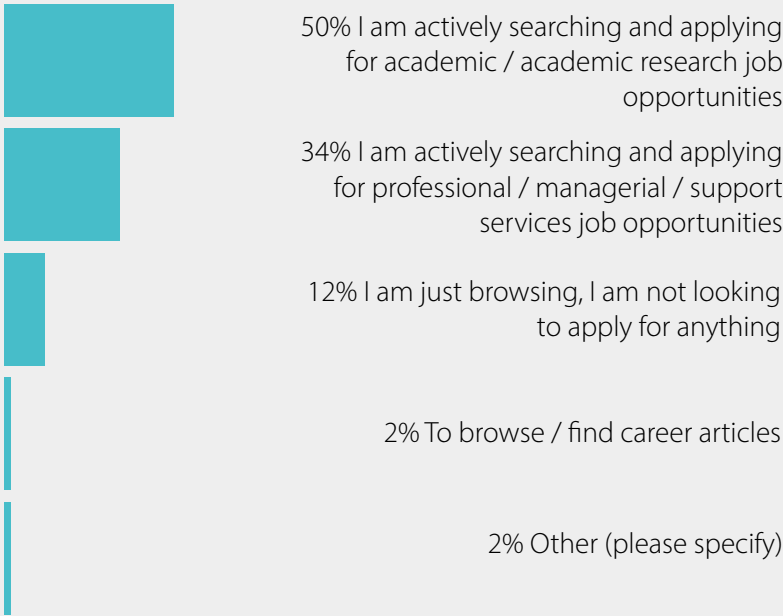 50% I am actively searching and applying
for academic / academic research job
opportunities
34% I am actively searching and applying
for professional / managerial / support
services job opportunities
12% I am just browsing, I am not looking
to apply for anything
2% To browse / find career articles
2% Other (please specify)